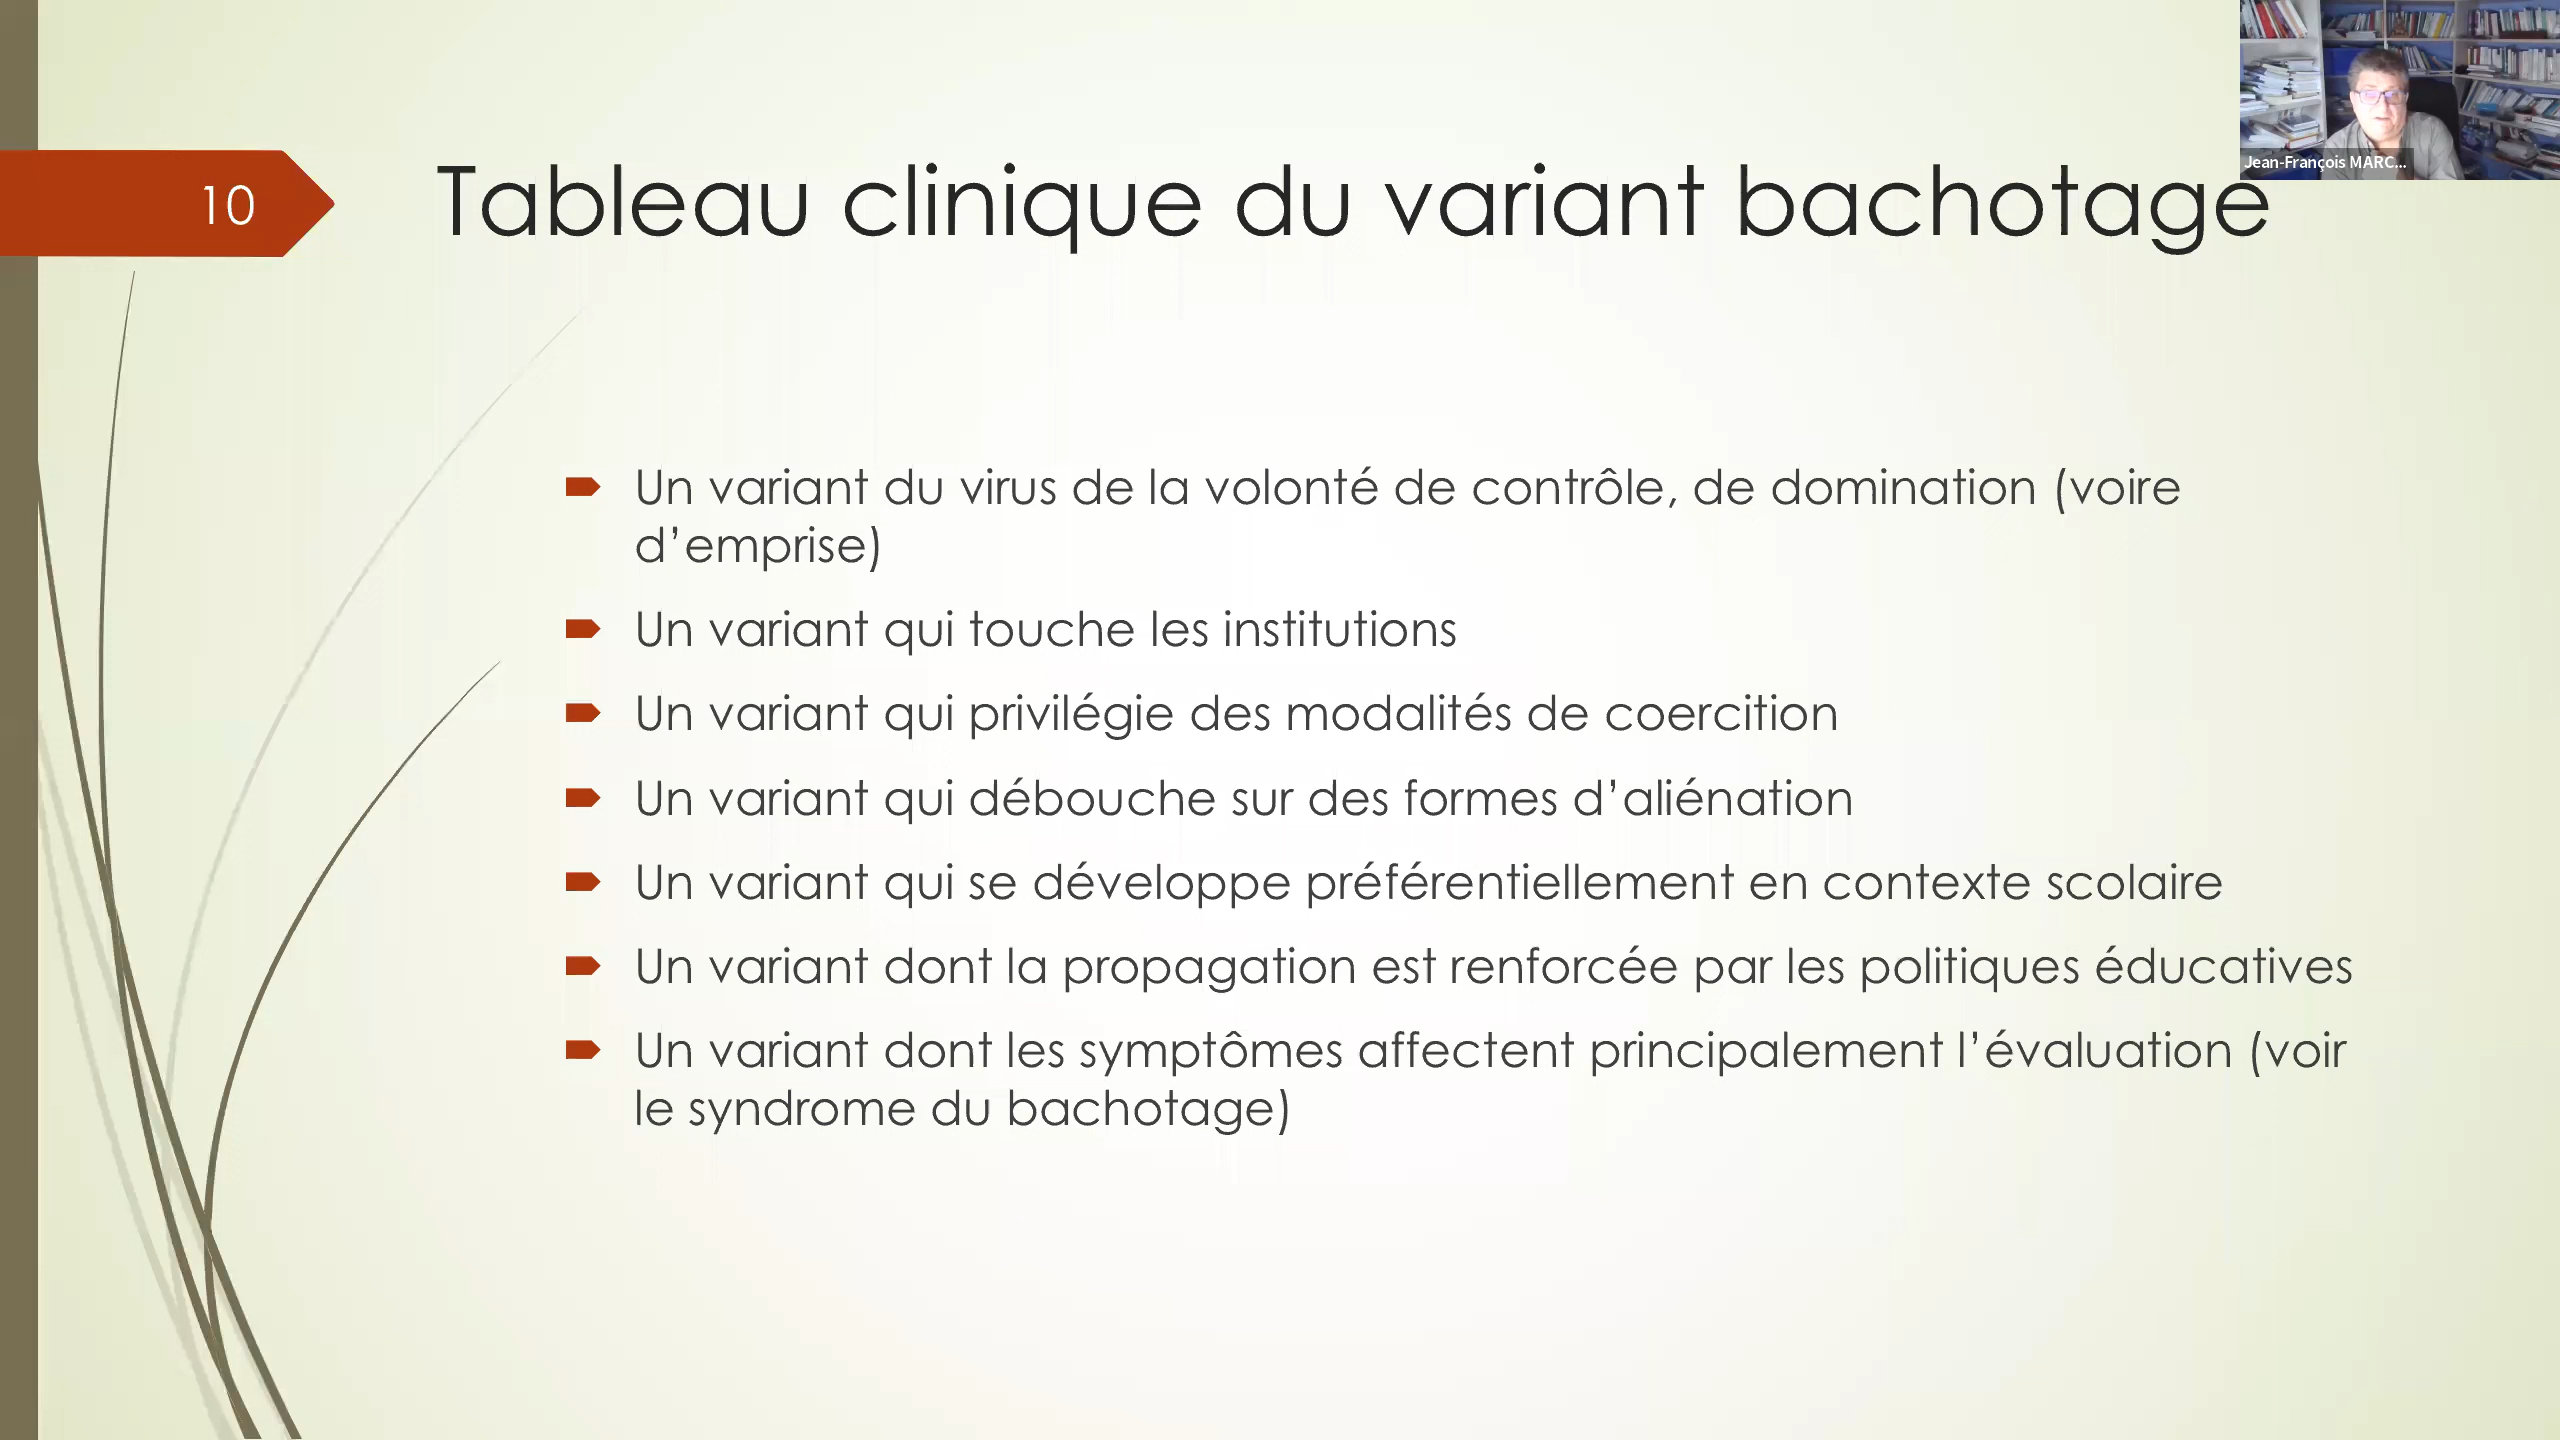 Jean-François MARC...
10
Tableau clinique du variant bachotage
Un variant du virus de la volonté de contrôle, de domination (voire
d’emprise)
Un variant qui touche les institutions
Un variant qui privilégie des modalités de coercition
Un variant qui débouche sur des formes d’aliénation
Un variant qui se développe préférentiellement en contexte scolaire
Un variant dont la propagation est renforcée par les politiques éducatives
Un variant dont les symptômes affectent principalement l’évaluation (voir
le syndrome du bachotage)